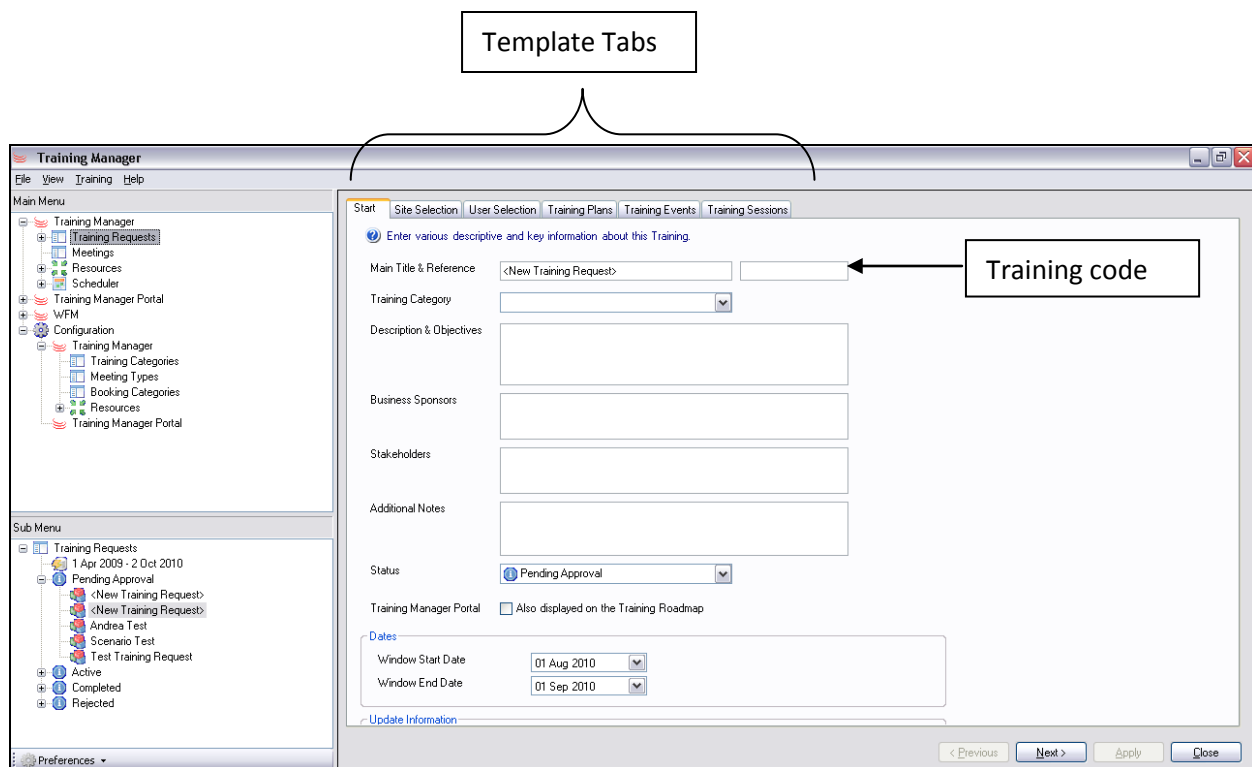 Template Tabs
Training Manager
File View Training Help
Main Menu
Training Manager
Training Requests
Meetings
Resources
Scheduler
Training Manager Portal
WFM
Configuration
Training Manager
Training Categories
Meeting Types
Booking Categories
Resources
Training Manager Portal
Sub Menu
Training Requests
1 Apr 2009 - 2 Oct 2010
Pending Approval
<New Training Request>
<New Training Request>
Andrea Test
Scenario Test
Test Training Request
Active
Completed
Rejected
Preferences
Start Site Selection User Selection Training Plans Training Events Training Sessions
Enter various descriptive and key information about this Training.
Main Title & Reference <New Training Request>
Training code
Training Category
Description & Objectives
Business Sponsors
Stakeholders
Additional Notes
Status Pending Approval
Training Manager Portal Also displayed on the Training Roadmap
Dates
Window Start Date 01 Aug 2010
Window End Date 01 Sep 2010
Update Information
< Previous Next > Apply Close